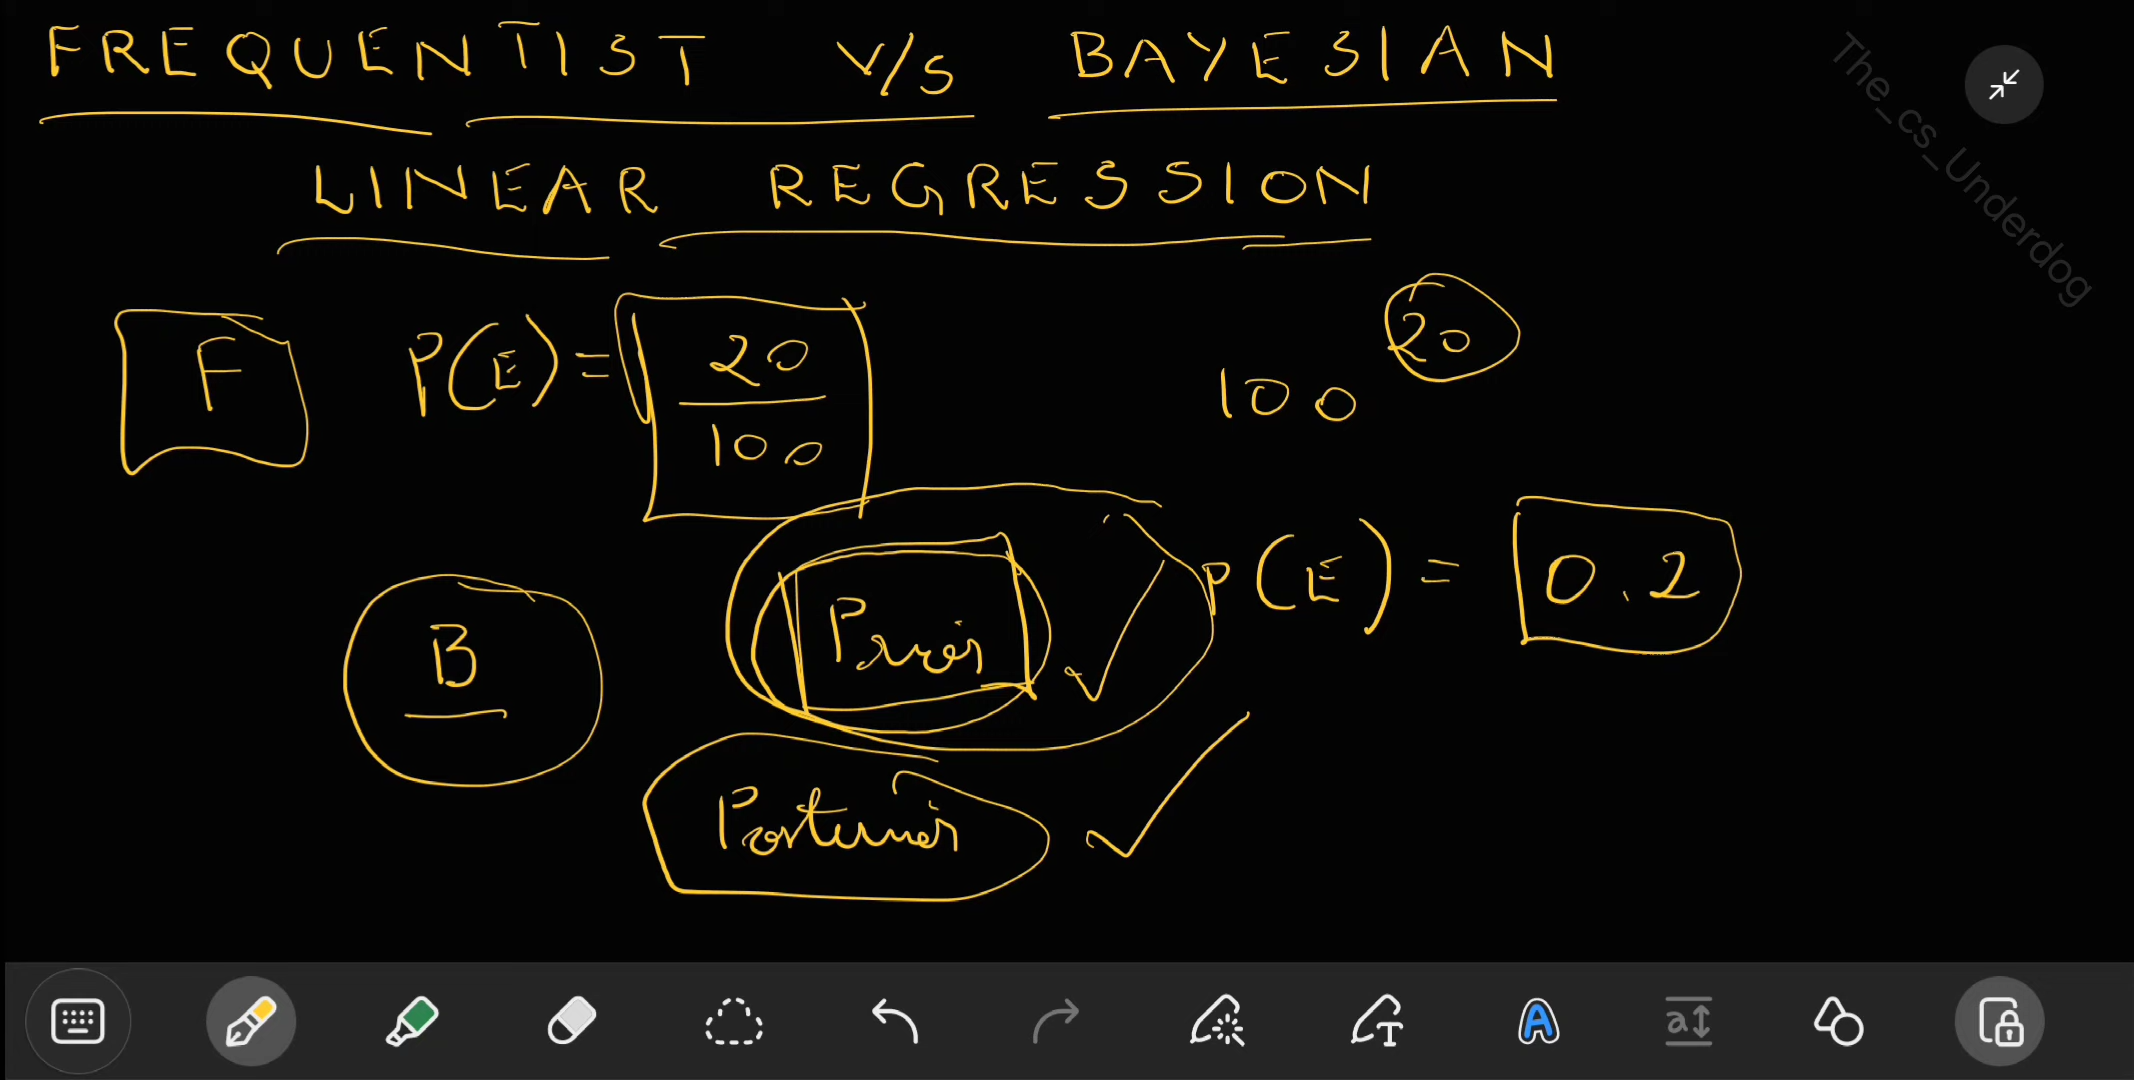 FREQUENTIST V/S BAYESIAN
LINEAR REGRESSION
The_cs_Underdog
F P(E) = 20/100
100 20
B
Prior
P(E) = 0.2
Posterior
A
T
a